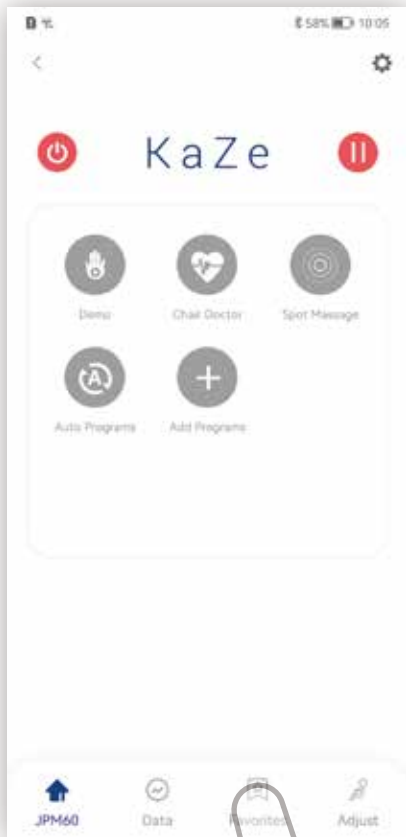 58% 10:05
KaZe
Demo Chair Doctor Spot Massage
Auto Programs Add Programs
JPM60 Data Favorites Adjust